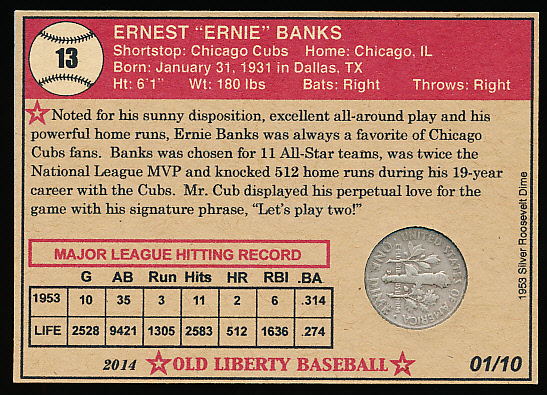 13
ERNEST "ERNIE" BANKS
Shortstop: Chicago Cubs Home: Chicago, IL
Born: January 31, 1931 in Dallas, TX
Ht: 6'1" Wt: 180 lbs Bats: Right Throws: Right
Noted for his sunny disposition, excellent all-around play and his
powerful home runs, Ernie Banks was always a favorite of Chicago
Cubs fans. Banks was chosen for 11 All-Star teams, was twice the
National League MVP and knocked 512 home runs during his 19-year
career with the Cubs. Mr. Cub displayed his perpetual love for the
game with his signature phrase, "Let's play two!"
MAJOR LEAGUE HITTING RECORD
G AB Run Hits HR RBI .BA
1953 10 35 3 11 2 6 .314
LIFE 2528 9421 1305 2583 512 1636 .274
UNITED STATES OF AMERICA
ONE DIME
1953 Silver Roosevelt Dime
2014 OLD LIBERTY BASEBALL 01/10